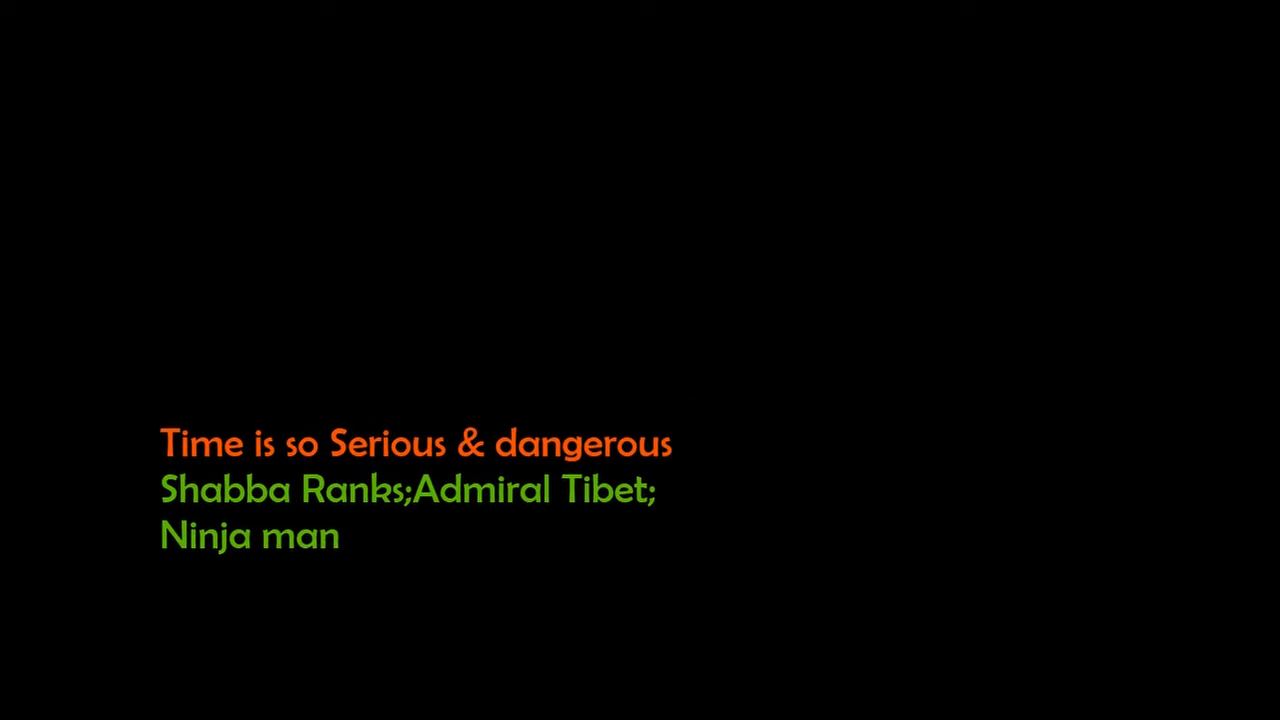 Time is so Serious & dangerous
Shabba Ranks;Admiral Tibet;
Ninja man